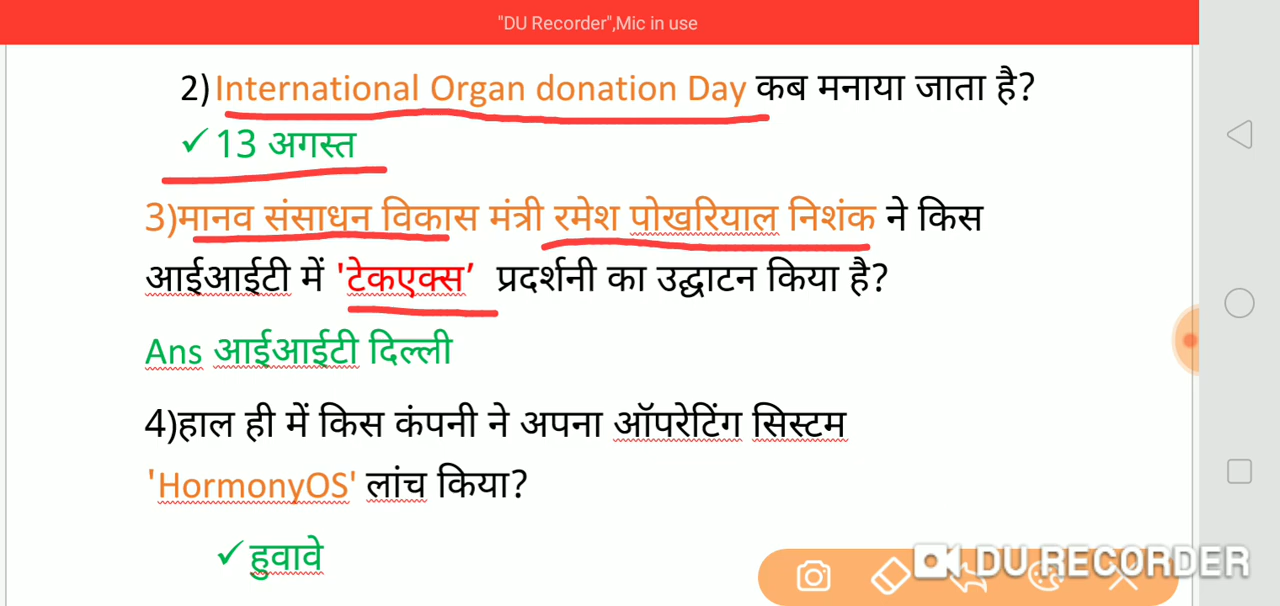 "DU Recorder",Mic in use
2)International Organ donation Day कब मनाया जाता है?
✓13 अगस्त
3)मानव संसाधन विकास मंत्री रमेश पोखरियाल निशंक ने किस
आईआईटी में 'टेकएक्स’ प्रदर्शनी का उद्घाटन किया है?
Ans आईआईटी दिल्ली
4)हाल ही में किस कंपनी ने अपना ऑपरेटिंग सिस्टम
'HormonyOS' लांच किया?
✓हुवावे
DU RECORDER